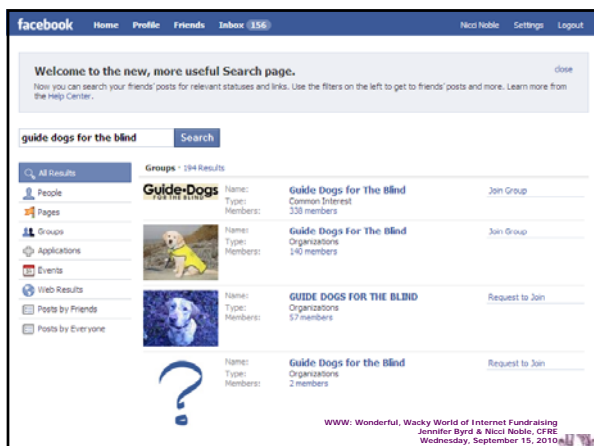 facebook Home Profile Friends Inbox 156 Nicci Noble Settings Logout
Welcome to the new, more useful Search page. close
Now you can search your friends' posts for relevant statuses and links. Use the filters on the left to get to friends' posts and more. Learn more from
the Help Center.
guide dogs for the blind Search
All Results
People
Pages
Groups
Applications
Events
Web Results
Posts by Friends
Posts by Everyone
Groups · 194 Results
Guide Dogs
FOR THE BLIND
Name: Guide Dogs for The Blind Join Group
Type: Common Interest
Members: 338 members
Name: Guide Dogs For The Blind Join Group
Type: Organizations
Members: 140 members
Name: GUIDE DOGS FOR THE BLIND Request to Join
Type: Organizations
Members: 57 members
?
Name: Guide Dogs for the Blind Request to Join
Type: Organizations
Members: 2 members
WWW: Wonderful, Wacky World of Internet Fundraising
Jennifer Byrd & Nicci Noble, CFRE
Wednesday, September 15, 2010